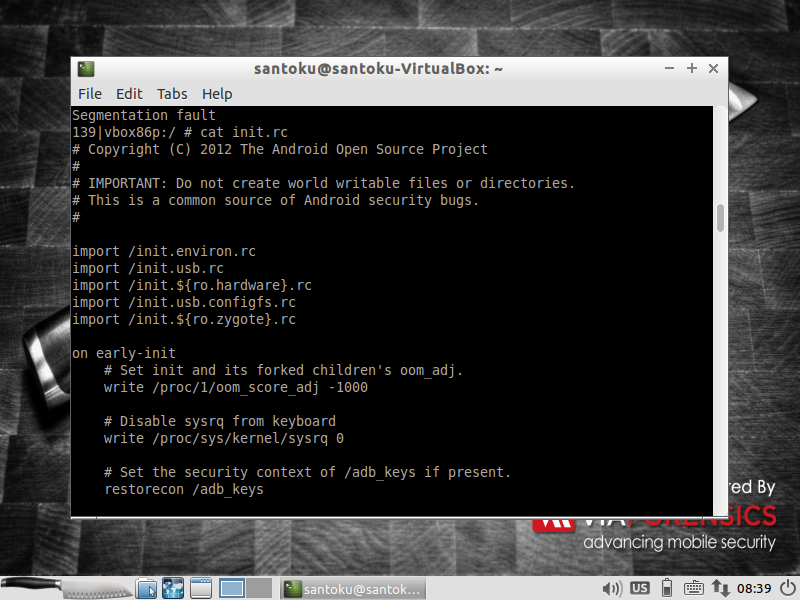 santoku@santoku-VirtualBox: ~
File Edit Tabs Help
Segmentation fault
139|vbox86p:/ # cat init.rc
# Copyright (C) 2012 The Android Open Source Project
#
# IMPORTANT: Do not create world writable files or directories.
# This is a common source of Android security bugs.
#
import /init.environ.rc
import /init.usb.rc
import /init.${ro.hardware}.rc
import /init.usb.configfs.rc
import /init.${ro.zygote}.rc
on early-init
# Set init and its forked children's oom_adj.
write /proc/1/oom_score_adj -1000
# Disable sysrq from keyboard
write /proc/sys/kernel/sysrq 0
# Set the security context of /adb_keys if present.
restorecon /adb_keys
ed By
VIAFORENSICS
advancing mobile security
santoku@santok...
US
08:39